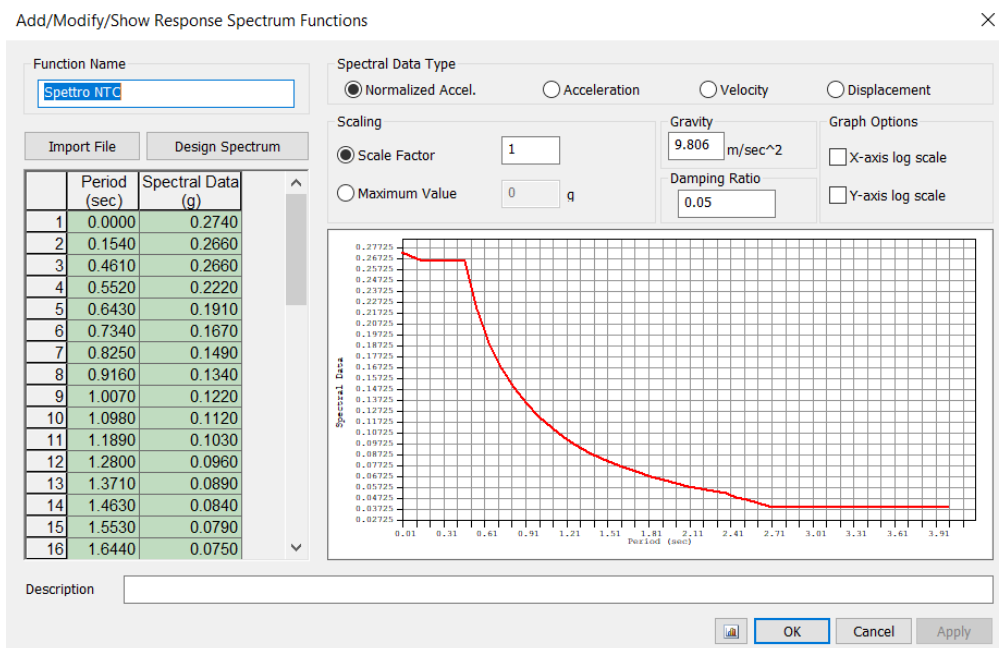 Add/Modify/Show Response Spectrum Functions
Function Name
Spettro NTC
Import File
Design Spectrum
Period (sec) Spectral Data (g)
1 0.0000 0.2740
2 0.1540 0.2660
3 0.4610 0.2660
4 0.5520 0.2220
5 0.6430 0.1910
6 0.7340 0.1670
7 0.8250 0.1490
8 0.9160 0.1340
9 1.0070 0.1220
10 1.0980 0.1120
11 1.1890 0.1030
12 1.2800 0.0960
13 1.3710 0.0890
14 1.4630 0.0840
15 1.5530 0.0790
16 1.6440 0.0750
Spectral Data Type
Normalized Accel. Acceleration Velocity Displacement
Scaling
Scale Factor 1
Maximum Value 0 g
Gravity
9.806 m/sec^2
Damping Ratio
0.05
Graph Options
X-axis log scale
Y-axis log scale
0.27725
0.26725
0.25725
0.24725
0.23725
0.22725
0.21725
0.20725
0.19725
0.18725
0.17725
0.16725
0.15725
0.14725
0.13725
0.12725
0.11725
0.10725
0.09725
0.08725
0.07725
0.06725
0.05725
0.04725
0.03725
0.02725
Spectral Data
0.01 0.31 0.61 0.91 1.21 1.51 1.81 2.11 2.41 2.71 3.01 3.31 3.61 3.91
Period (sec)
Description
OK Cancel Apply